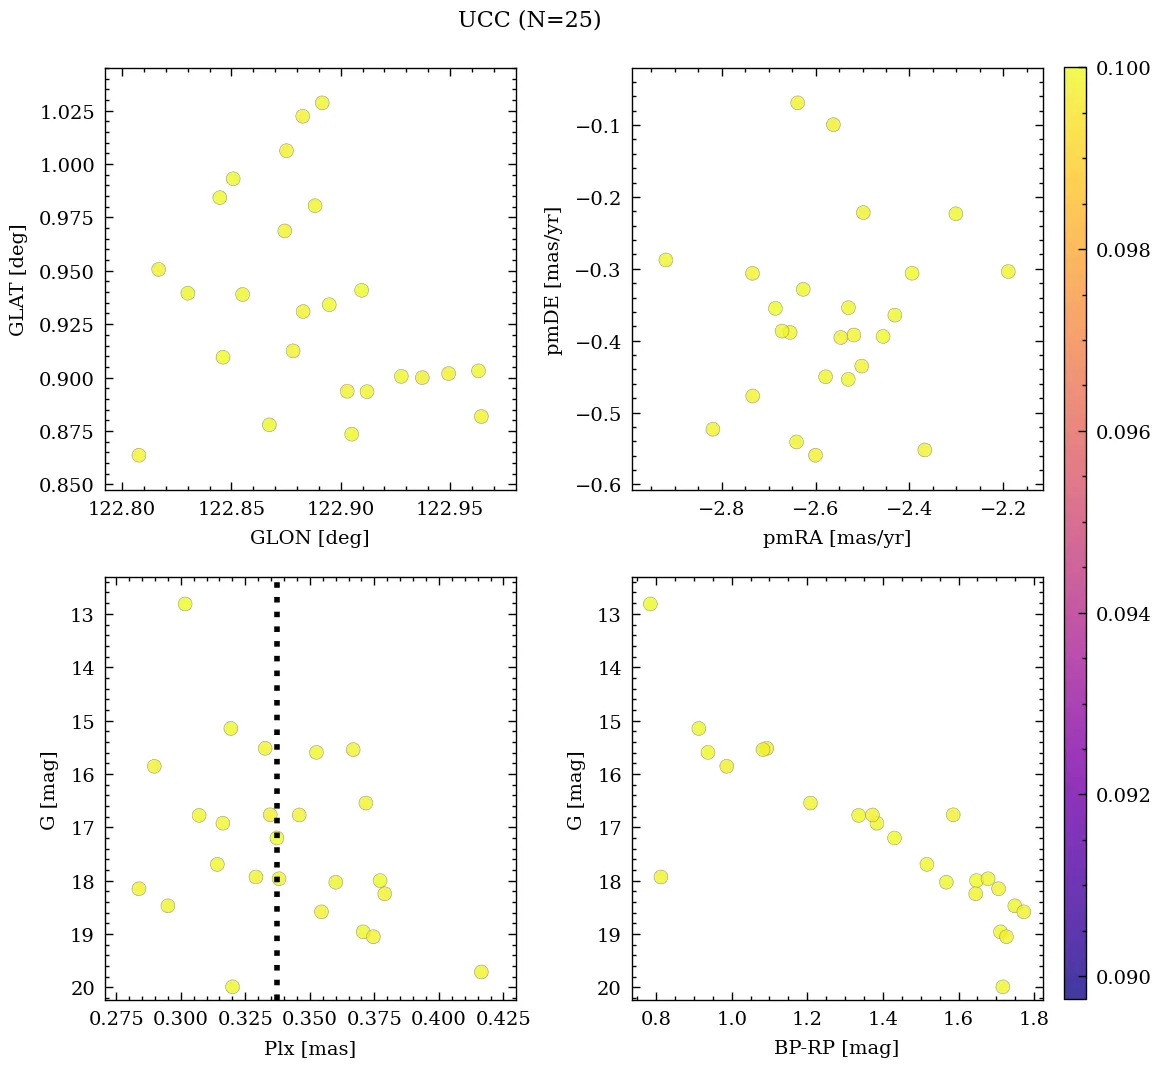 UCC (N=25)
1.025
1.000
0.975
0.950
0.925
0.900
0.875
0.850
GLAT [deg]
122.80 122.85 122.90 122.95
GLON [deg]
−0.1
−0.2
−0.3
−0.4
−0.5
−0.6
pmDE [mas/yr]
−2.8 −2.6 −2.4 −2.2
pmRA [mas/yr]
13
14
15
16
17
18
19
20
G [mag]
0.275 0.300 0.325 0.350 0.375 0.400 0.425
Plx [mas]
13
14
15
16
17
18
19
20
G [mag]
0.8 1.0 1.2 1.4 1.6 1.8
BP-RP [mag]
0.100
0.098
0.096
0.094
0.092
0.090